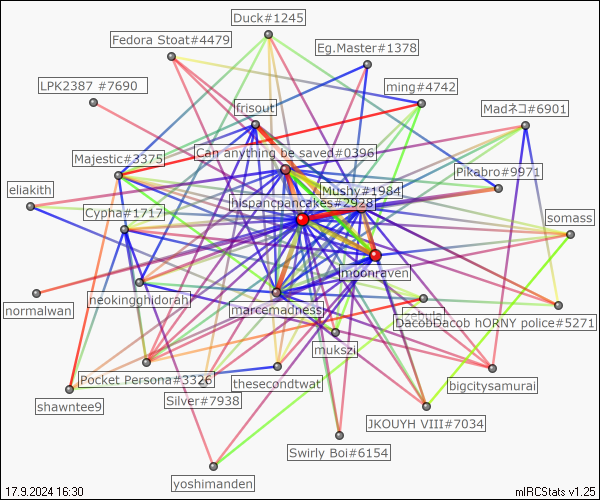 Duck#1245
Fedora Stoat#4479
Eg.Master#1378
LPK2387 #7690
ming#4742
frisout
Madネコ#6901
Can anything be saved#0396
Majestic#3375
Pikabro#9971
eliakith
Mushy#1984
hispancpancakes#2928
Cypha#1717
somass
moonraven
neokingghidorah
normalwan
marcemadness
DacobDacob hORNY police#5271
mukszi
Pocket Persona#3326
thesecondtwat
bigcitysamurai
Silver#7938
shawntee9
JKOUYH VIII#7034
Swirly Boi#6154
yoshimanden
17.9.2024 16:30
mIRCStats v1.25